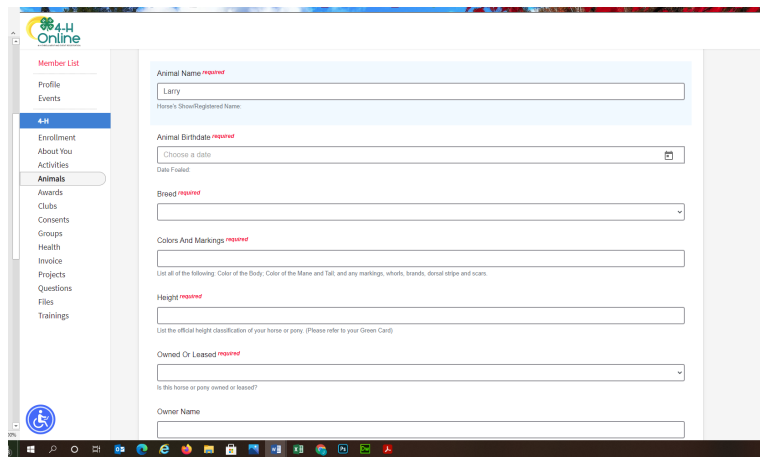 4-H
Online
Member List
Profile
Events
4-H
Enrollment
About You
Activities
Animals
Awards
Clubs
Consents
Groups
Health
Invoice
Projects
Questions
Files
Trainings
Animal Name required
Larry
Horse's Show/Registered Name:
Animal Birthdate required
Choose a date
Date Foaled:
Breed required
Colors And Markings required
List all of the following: Color of the Body; Color of the Mane and Tail; and any markings, whorls, brands, dorsal stripe and scars
Height required
List the official height classification of your horse or pony. (Please refer to your Green Card)
Owned Or Leased required
Is this horse or pony owned or leased?
Owner Name
Ps
Dw